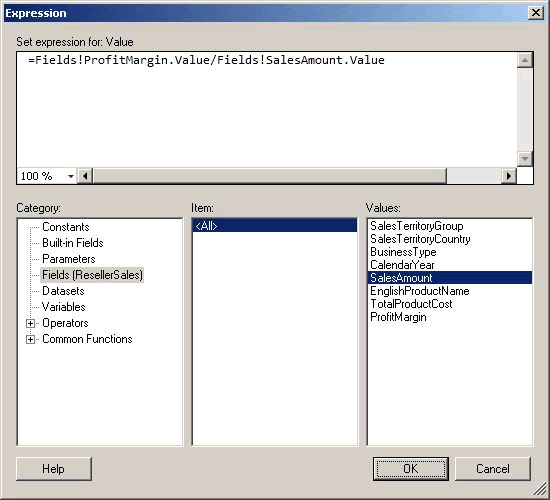 Expression
Set expression for: Value
=Fields!ProfitMargin.Value/Fields!SalesAmount.Value
100 %
Category:
Constants
Built-in Fields
Parameters
Fields (ResellerSales)
Datasets
Variables
Operators
Common Functions
Item:
<All>
Values:
SalesTerritoryGroup
SalesTerritoryCountry
BusinessType
CalendarYear
SalesAmount
EnglishProductName
TotalProductCost
ProfitMargin
Help
OK
Cancel